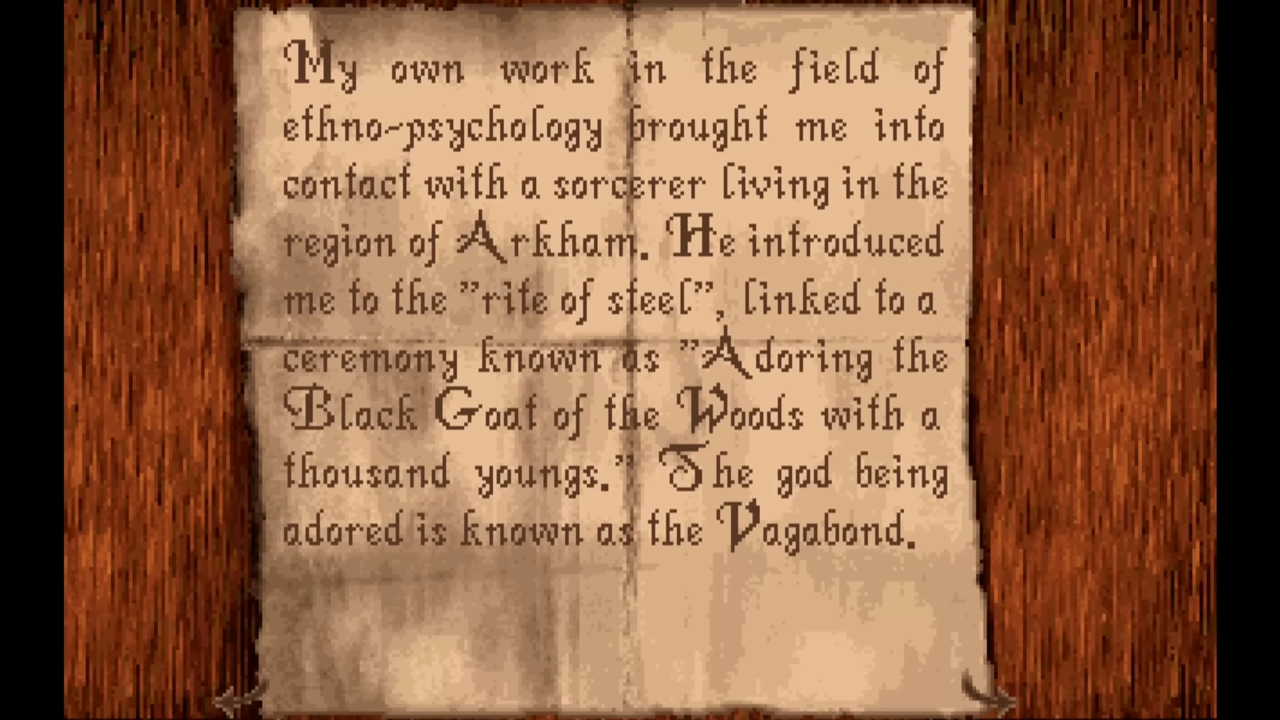 My own work in the field of
ethno-psychology brought me into
contact with a sorcerer living in the
region of Arkham. He introduced
me to the "rite of steel", linked to a
ceremony known as "Adoring the
Black Goat of the Woods with a
thousand youngs." The god being
adored is known as the Vagabond.